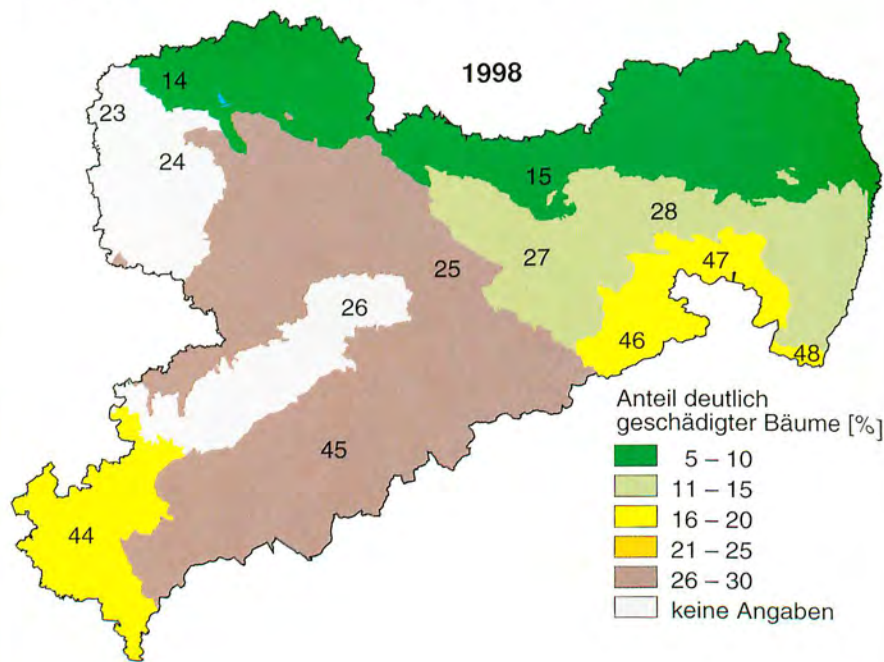 1998
14
23
24
15
28
27
25
47
26
46
48
45
44
Anteil deutlich
geschädigter Bäume [%]
5 – 10
11 – 15
16 – 20
21 – 25
26 – 30
keine Angaben